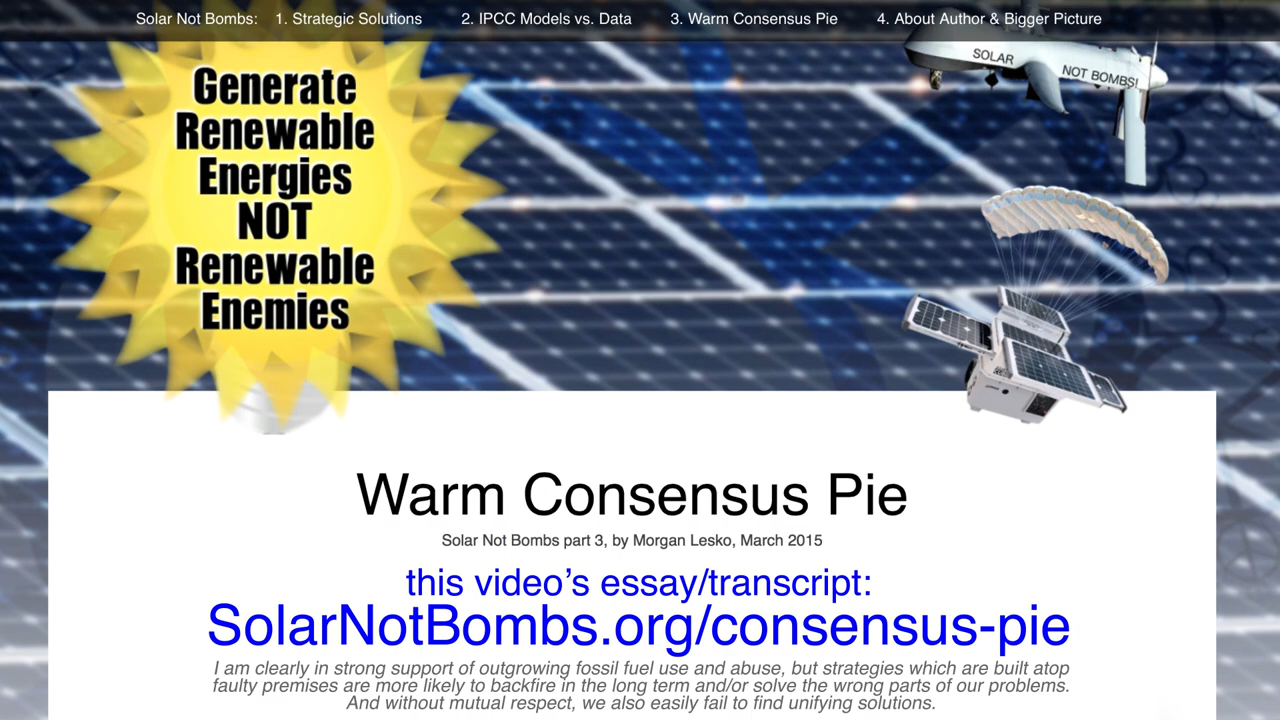 Solar Not Bombs: 1. Strategic Solutions 2. IPCC Models vs. Data 3. Warm Consensus Pie 4. About Author & Bigger Picture
SOLAR NOT BOMBS!
Generate
Renewable
Energies
NOT
Renewable
Enemies
Warm Consensus Pie
Solar Not Bombs part 3, by Morgan Lesko, March 2015
this video’s essay/transcript:
SolarNotBombs.org/consensus-pie
I am clearly in strong support of outgrowing fossil fuel use and abuse, but strategies which are built atop
faulty premises are more likely to backfire in the long term and/or solve the wrong parts of our problems.
And without mutual respect, we also easily fail to find unifying solutions.